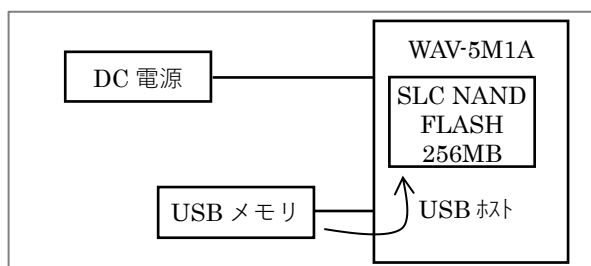 WAV-5M1A
DC 電源
SLC NAND
FLASH
256MB
USB メモリ
USB ﾎｽﾄ